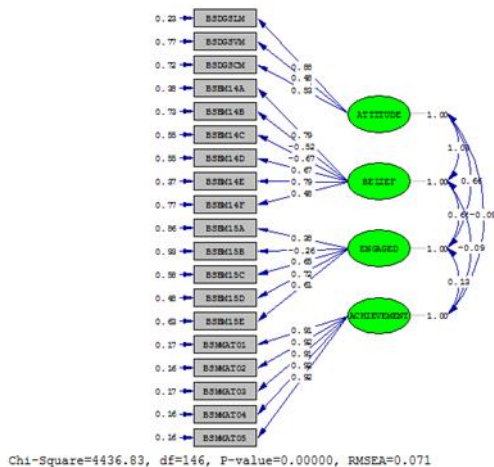 0.23 BSDGSLM
0.77 BSDGSVM
0.72 BSDGSCM
0.38 BSBM14A
0.73 BSBM14B
0.55 BSBM14C
0.55 BSBM14D
0.37 BSBM14E
0.77 BSBM14F
0.86 BSBM15A
0.93 BSBM15B
0.58 BSBM15C
0.48 BSBM15D
0.63 BSBM15E
0.17 BSMMAT01
0.16 BSMMAT02
0.17 BSMMAT03
0.16 BSMMAT04
0.16 BSMMAT05
0.88
0.48
0.53
0.79
-0.52
-0.67
0.67
0.79
0.48
0.38
-0.26
0.65
0.72
0.61
0.91
0.92
0.91
0.92
ATTITUDE 1.00
BELIEF 1.00
ENGAGED 1.00
ACHIEVEMENT 1.00
0.66
-0.09
-0.09
0.13
Chi-Square=4436.83, df=146, P-value=0.00000, RMSEA=0.071